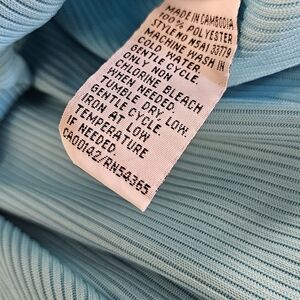 MADE IN CAMBODIA
100% POLYESTER
STYLE NO N5A133779
MACHINE WASH IN
COLD WATER
GENTLE CYCLE
ONLY NON
CHLORINE BLEACH
WHEN NEEDED.
TUMBLE DRY, LOW.
GENTLE CYCLE.
IRON AT LOW
TEMPERATURE
IF NEEDED.
CA00142/RN54365